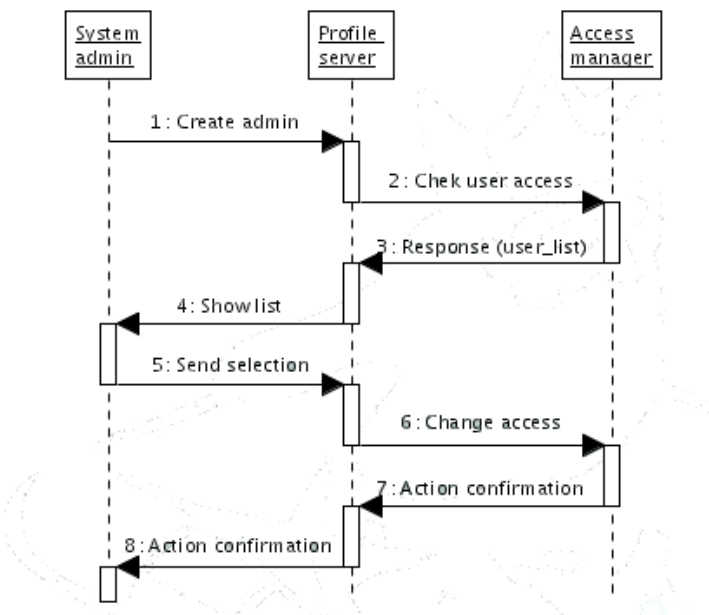 System
admin
Profile
server
Access
manager
1: Create admin
2: Chek user access
3: Response (user_list)
4: Show list
5: Send selection
6: Change access
7: Action confirmation
8: Action confirmation